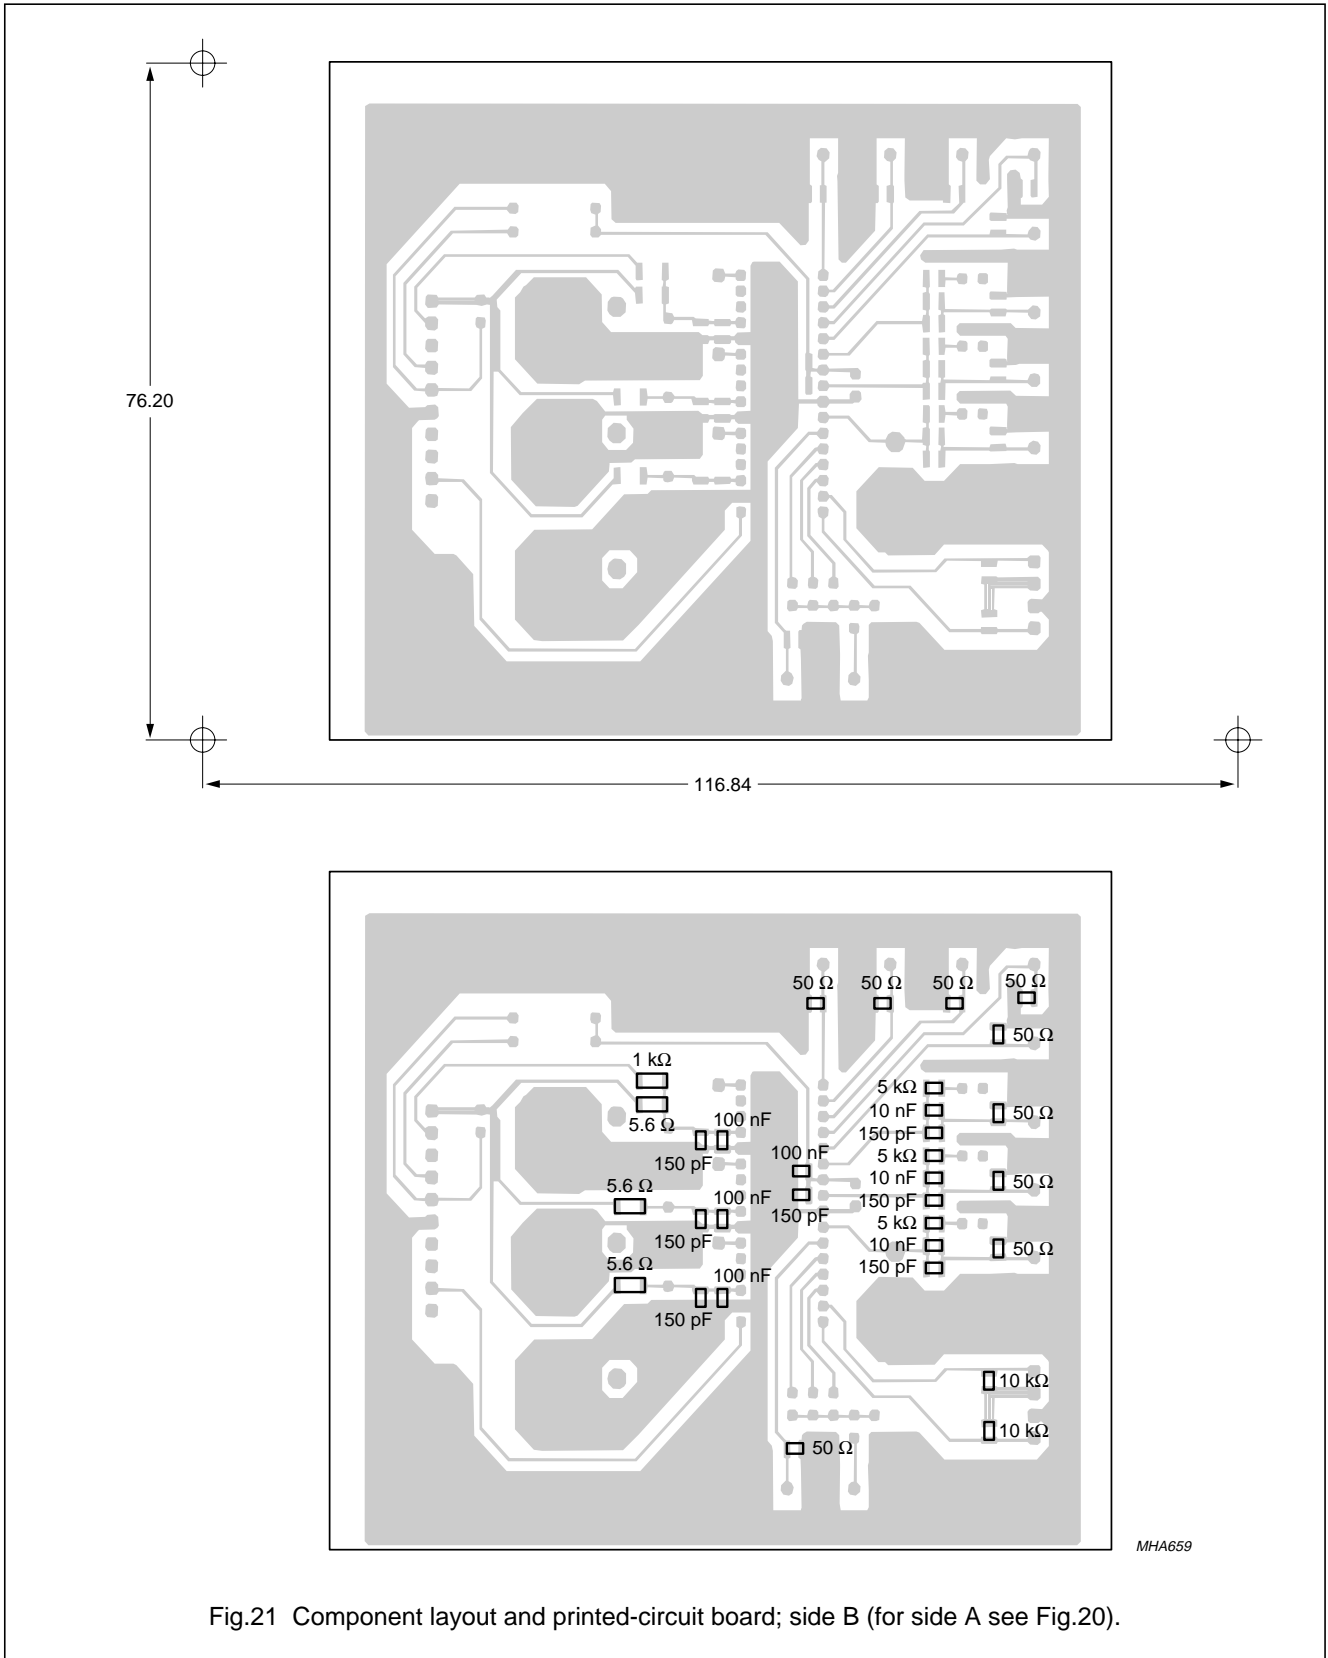 76.20
116.84
50 Ω 50 Ω 50 Ω 50 Ω
50 Ω
1 kΩ
5 kΩ
5.6 Ω
100 nF
10 nF
50 Ω
150 pF
150 pF
100 nF
5 kΩ
10 nF
50 Ω
5.6 Ω
100 nF
150 pF
150 pF
150 pF
5 kΩ
10 nF
50 Ω
5.6 Ω
100 nF
150 pF
150 pF
10 kΩ
10 kΩ
50 Ω
MHA659
Fig.21 Component layout and printed-circuit board; side B (for side A see Fig.20).